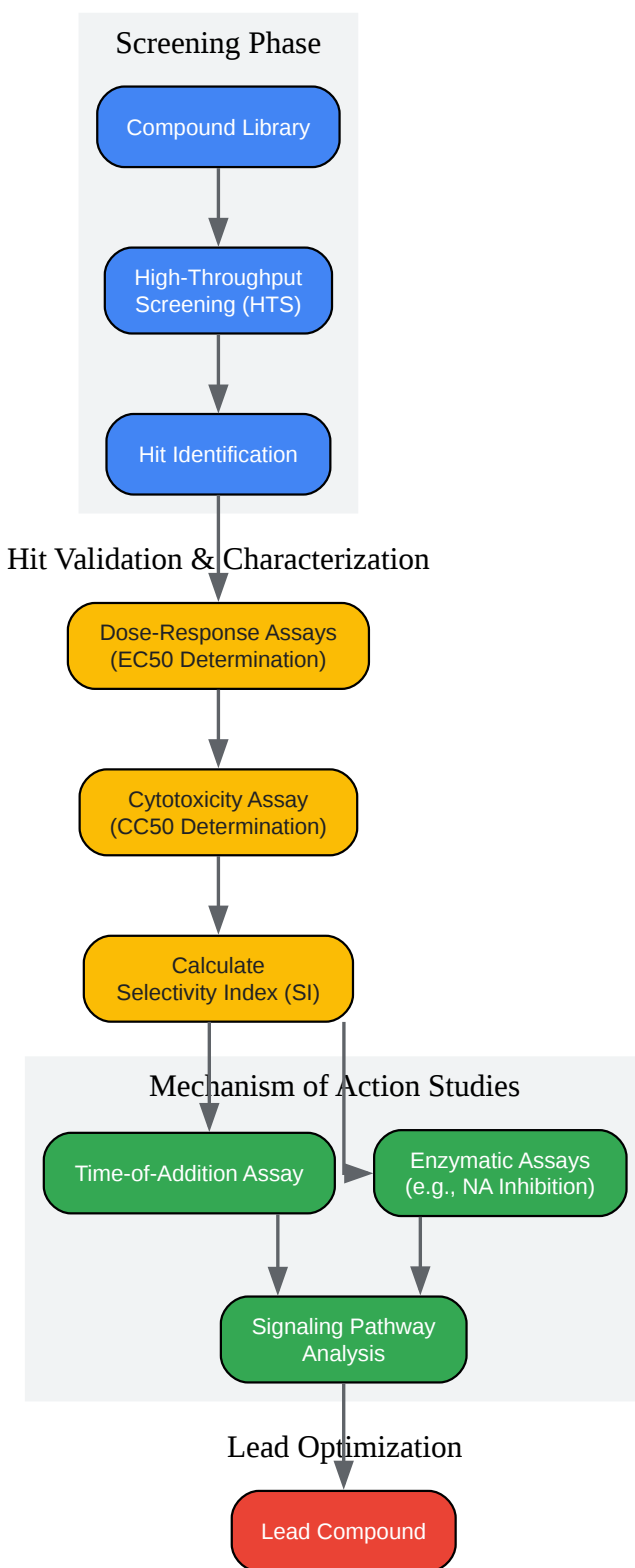 Screening Phase
Compound Library
High-Throughput
Screening (HTS)
Hit Identification
Hit Validation & Characterization
Dose-Response Assays
(EC50 Determination)
Cytotoxicity Assay
(CC50 Determination)
Calculate
Selectivity Index (SI)
Mechanism of Action Studies
Time-of-Addition Assay
Enzymatic Assays
(e.g., NA Inhibition)
Signaling Pathway
Analysis
Lead Optimization
Lead Compound